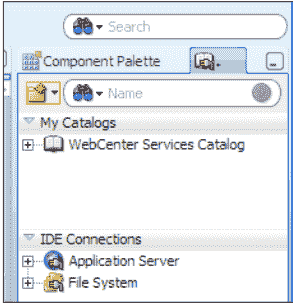 Search
Component Palette
Name
My Catalogs
WebCenter Services Catalog
IDE Connections
Application Server
File System